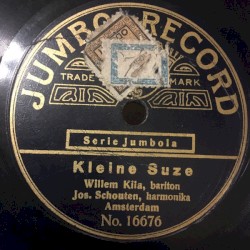 JUMBO RECORD
TRADE MARK
Serie Jumbola
Kleine Suze
Willem Kila, bariton
Jos. Schouten, harmonika
Amsterdam
No. 16676